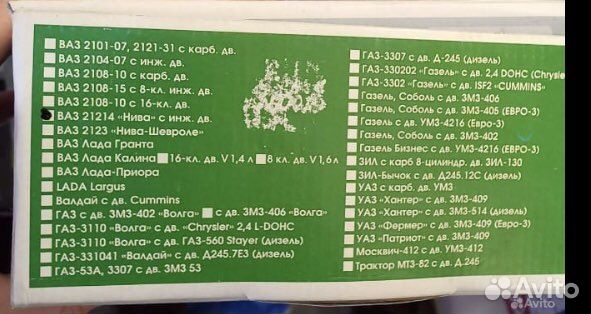 ВАЗ 2101-07, 2121-31 с карб. дв.
ВАЗ 2104-07 с инж. дв.
ВАЗ 2108-10 с карб. дв.
ВАЗ 2108-15 с 8-кл. инж. дв.
ВАЗ 2108-10 с 16-кл. дв.
ВАЗ 21214 «Нива» с инж. дв.
ВАЗ 2123 «Нива-Шевроле»
ВАЗ Лада Гранта
ВАЗ Лада Калина 16-кл. дв. V 1,4 л 8 кл. дв. V 1,6 л
ВАЗ Лада-Приора
LADA Largus
Валдай с дв. Cummins
ГАЗ с дв. ЗМЗ-402 «Волга» с дв. ЗМЗ-406 «Волга»
ГАЗ-3110 «Волга» с дв. «Chrysler» 2,4 L-DOHC
ГАЗ-3110 «Волга» с дв. ГАЗ-560 Stayer (дизель)
ГАЗ-331041 «Валдай» с дв. Д245.7Е3 (дизель)
ГАЗ-53А, 3307 с дв. ЗМЗ 53
ГАЗ-3307 с дв. Д-245 (дизель)
ГАЗ-330202 «Газель» с дв. 2,4 DOHC (Chrysler
ГАЗ-3302 «Газель» с дв. ISF2 «CUMMINS»
Газель, Соболь с дв. ЗМЗ-406
Газель, Соболь с дв. ЗМЗ-405 (ЕВРО-3)
Газель с дв. УМЗ-4216 (Евро-3)
Газель, Соболь с дв. ЗМЗ-402
Газель Бизнес с дв. УМЗ-4216 (ЕВРО-3)
ЗИЛ с карб 8-цилиндр. дв. ЗИЛ-130
ЗИЛ-Бычок с дв. Д245.12С (дизель)
УАЗ с карб. дв. УМЗ
УАЗ «Хантер» с дв. ЗМЗ-409
УАЗ «Хантер» с дв. ЗМЗ-514 (дизель)
УАЗ «Фермер» с дв. ЗМЗ-409 (Евро-3)
УАЗ «Патриот» с дв. ЗМЗ-409
Москвич-412 с дв. УМЗ-412
Трактор МТЗ-82 с дв. Д.245
Avito
Avito